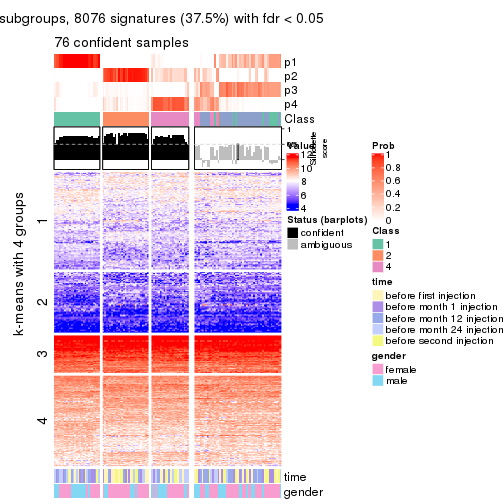 subgroups, 8076 signatures (37.5%) with fdr < 0.05
76 confident samples
p1
p2
p3
p4
Class
1
Silhouette
score
k-means with 4 groups
1
2
3
4
time
gender
Value
12
10
8
6
4
Status (barplots)
confident
ambiguous
Prob
1
0.8
0.6
0.4
0.2
0
Class
1
2
4
time
before first injection
before month 1 injection
before month 12 injection
before month 24 injection
before second injection
gender
female
male